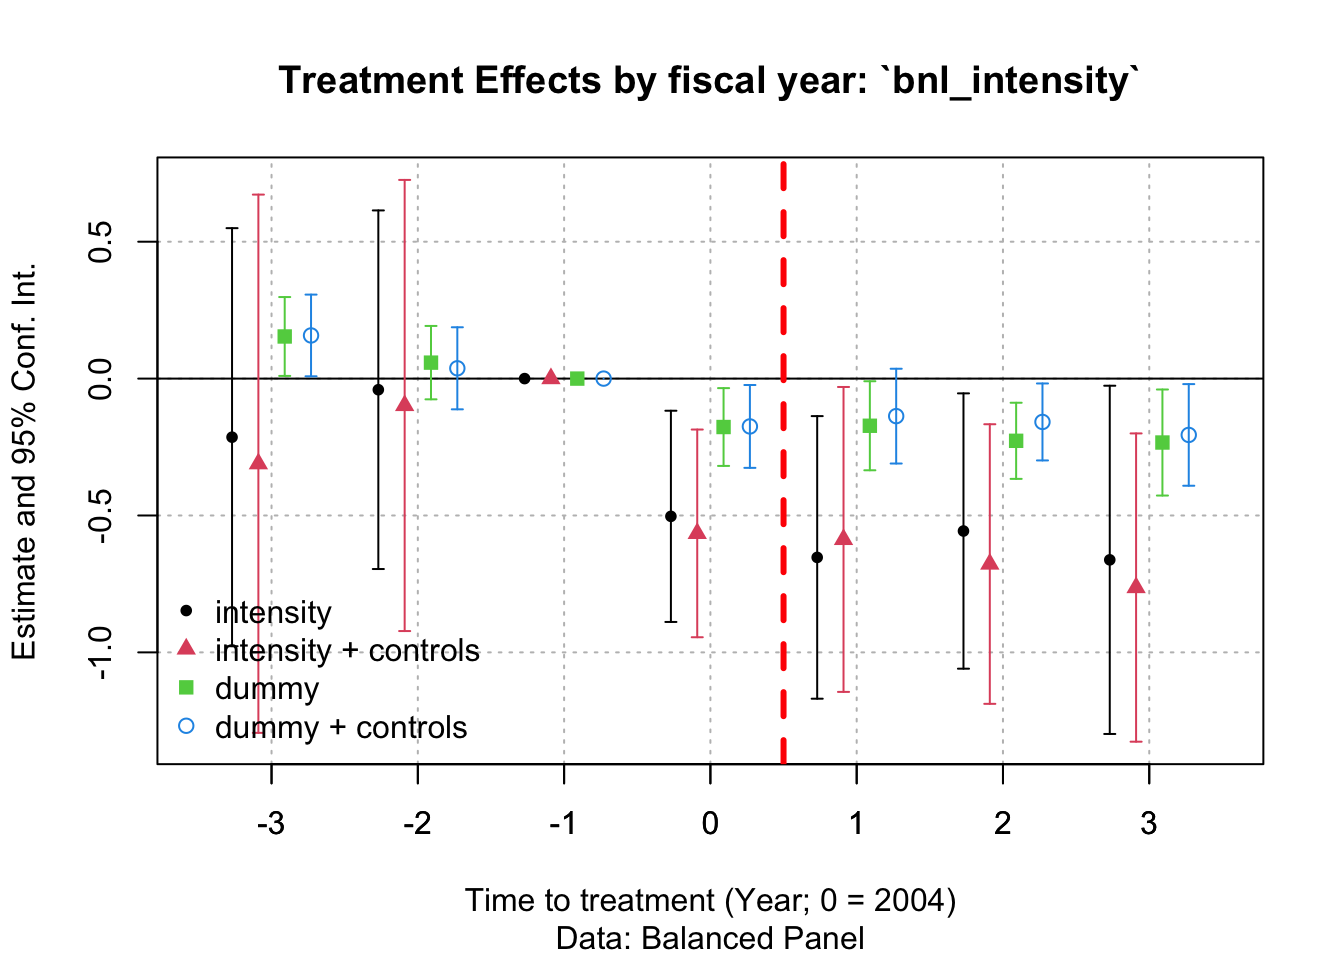 Treatment Effects by fiscal year: `bnl_intensity`
Estimate and 95% Conf. Int.
0.5
0.0
-0.5
-1.0
intensity
intensity + controls
dummy
dummy + controls
-3 -2 -1 0 1 2 3
Time to treatment (Year; 0 = 2004)
Data: Balanced Panel